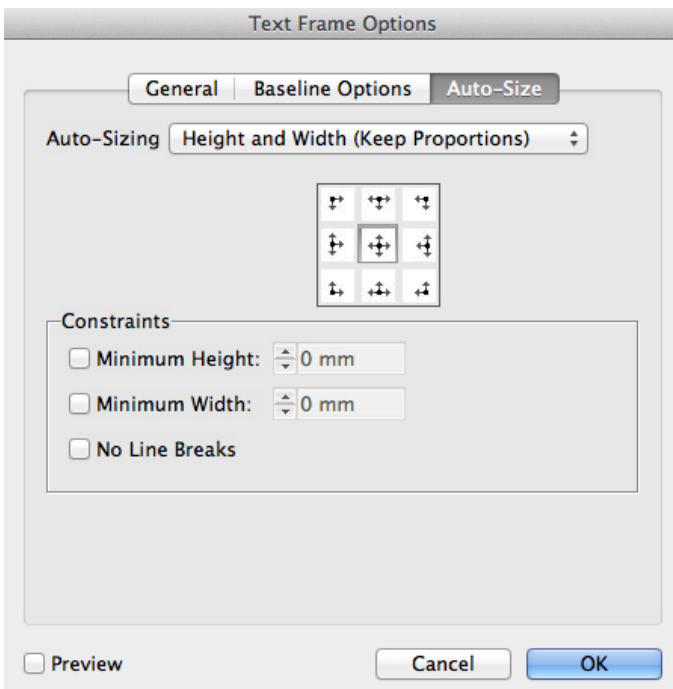 Text Frame Options
General Baseline Options Auto-Size
Auto-Sizing Height and Width (Keep Proportions)
Constraints
Minimum Height: 0 mm
Minimum Width: 0 mm
No Line Breaks
Preview Cancel OK